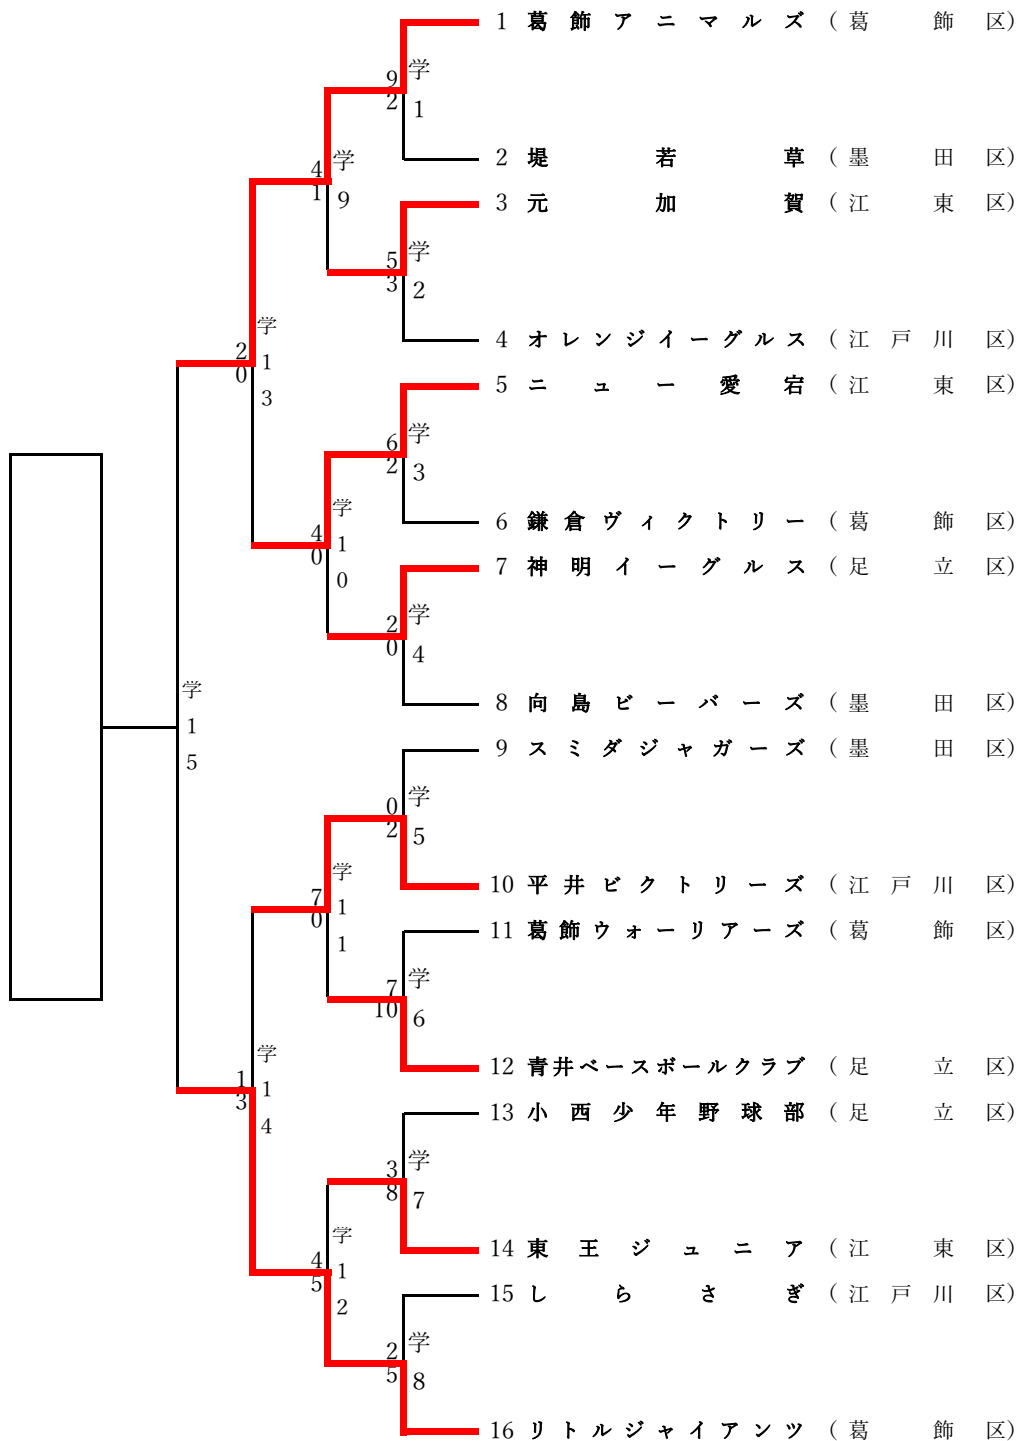 1 葛飾アニマルズ (葛飾区)
9 学
2 1
2 堤若草 (墨田区)
4 学
1 9
3 元加賀 (江東区)
5 学
3 2
4 オレンジイーグルス (江戸川区)
2 学
0 1
3
5 ニュー愛宕 (江東区)
6 学
2 3
6 鎌倉ヴィクトリー (葛飾区)
4 学
0 1
0
7 神明イーグルス (足立区)
2 学
0 4
8 向島ビーバーズ (墨田区)
学
1
5
9 スミダジャガーズ (墨田区)
0 学
2 5
10 平井ビクトリーズ (江戸川区)
7 学
0 1
1
11 葛飾ウォーリアーズ (葛飾区)
7 学
10 6
12 青井ベースボールクラブ (足立区)
1 学
3 1
4
13 小西少年野球部 (足立区)
3 学
8 7
14 東王ジュニア (江東区)
4 学
5 1
2
15 しらさぎ (江戸川区)
2 学
5 8
16 リトルジャイアンツ (葛飾区)